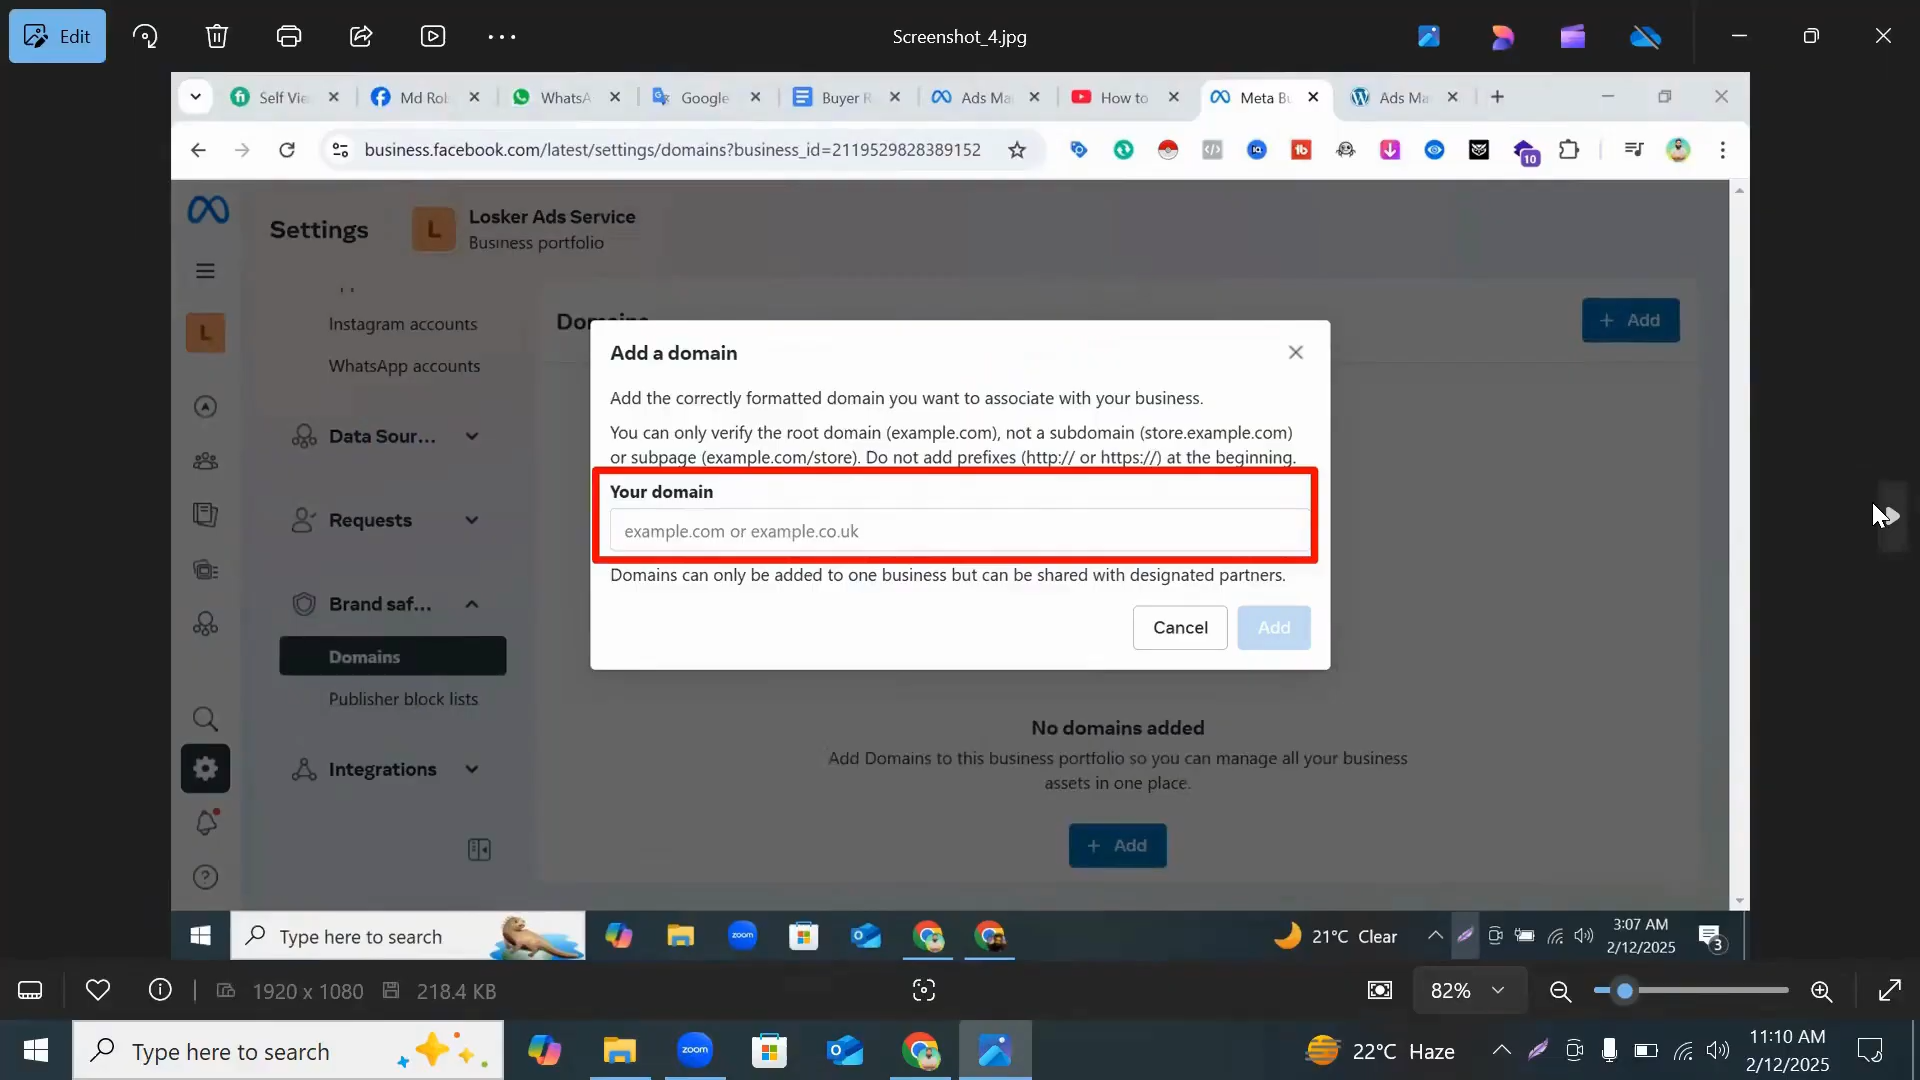 Edit
Screenshot_4.jpg
Self Vie
Md Rob
WhatsA
Google
Buyer R
Ads Ma
How to
Meta Bu
Ads Ma
business.facebook.com/latest/settings/domains?business_id=2119529828389152
10
Settings
L
Losker Ads Service
Business portfolio
L
Instagram accounts
WhatsApp accounts
Data Sour...
Requests
Brand saf...
Domains
Publisher block lists
Integrations
+ Add
Add a domain
Add the correctly formatted domain you want to associate with your business.
You can only verify the root domain (example.com), not a subdomain (store.example.com)
or subpage (example.com/store). Do not add prefixes (http:// or https://) at the beginning.
Your domain
example.com or example.co.uk
Domains can only be added to one business but can be shared with designated partners.
Cancel
Add
No domains added
Add Domains to this business portfolio so you can manage all your business
assets in one place.
+ Add
Type here to search
zoom
21°C Clear
3:07 AM
2/12/2025
3
1920 x 1080
218.4 KB
82%
Type here to search
zoom
22°C Haze
11:10 AM
2/12/2025